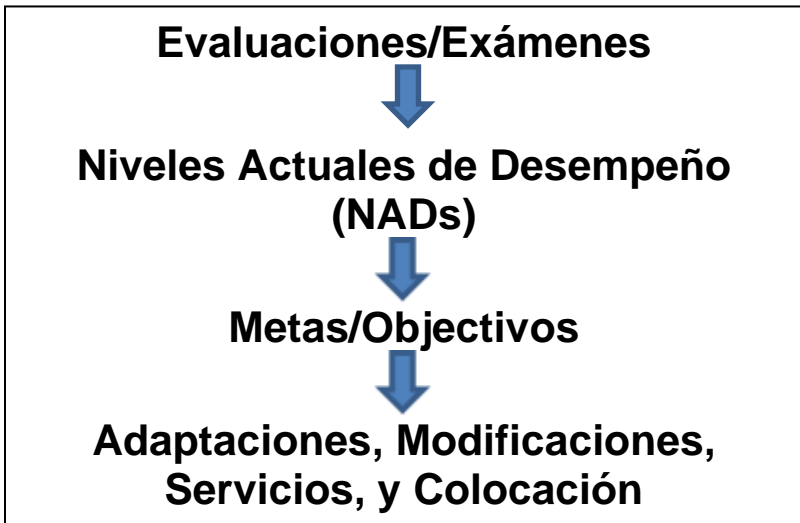 Evaluaciones/Exámenes
Niveles Actuales de Desempeño
(NADs)
Metas/Objectivos
Adaptaciones, Modificaciones,
Servicios, y Colocación